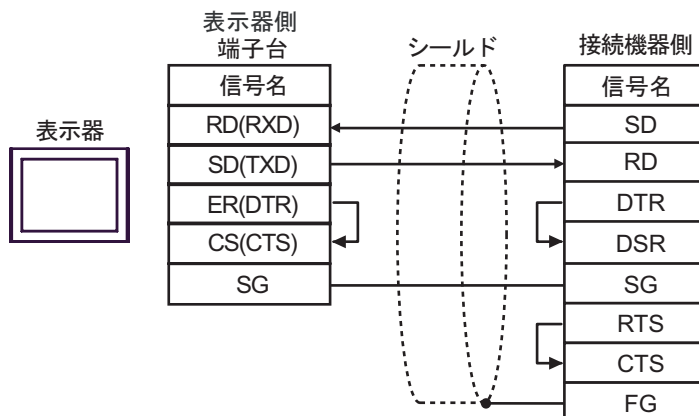 表示器側
端子台
シールド
接続機器側
信号名
信号名
表示器
RD(RXD)
SD
SD(TXD)
RD
ER(DTR)
DTR
CS(CTS)
DSR
SG
SG
RTS
CTS
FG